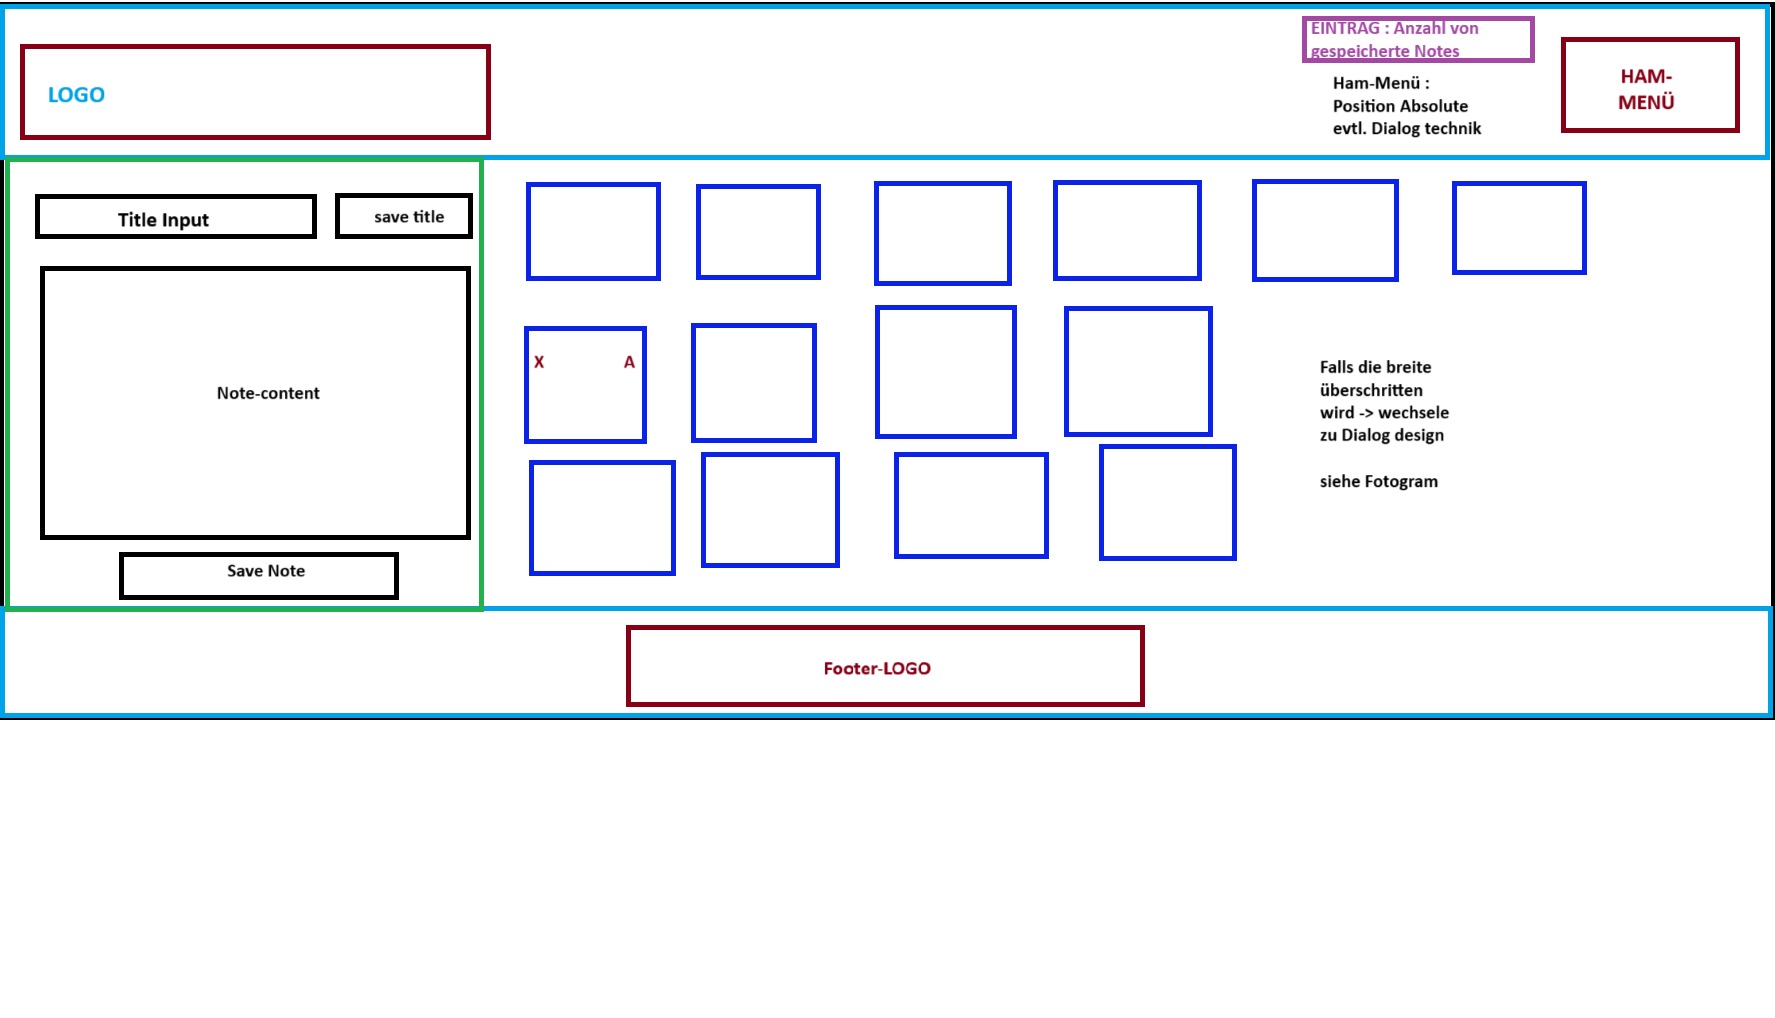 EINTRAG : Anzahl von
gespeicherte Notes
LOGO
Ham-Menü :
Position Absolute
evtl. Dialog technik
HAM-
MENÜ
Title Input
save title
Note-content
Save Note
X A
Falls die breite
überschritten
wird -> wechsele
zu Dialog design
siehe Fotogram
Footer-LOGO